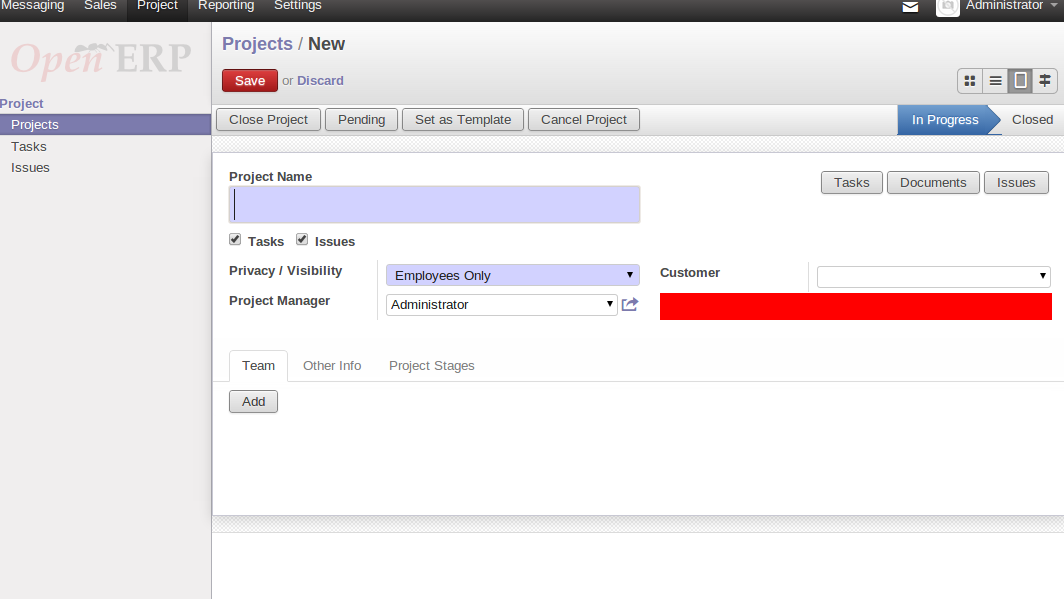 Messaging Sales Project Reporting Settings Administrator
Open ERP
Projects / New
Save or Discard
Project
Projects
Tasks
Issues
Close Project Pending Set as Template Cancel Project In Progress Closed
Project Name
Tasks Documents Issues
Tasks Issues
Privacy / Visibility Employees Only Customer
Project Manager Administrator
Team Other Info Project Stages
Add